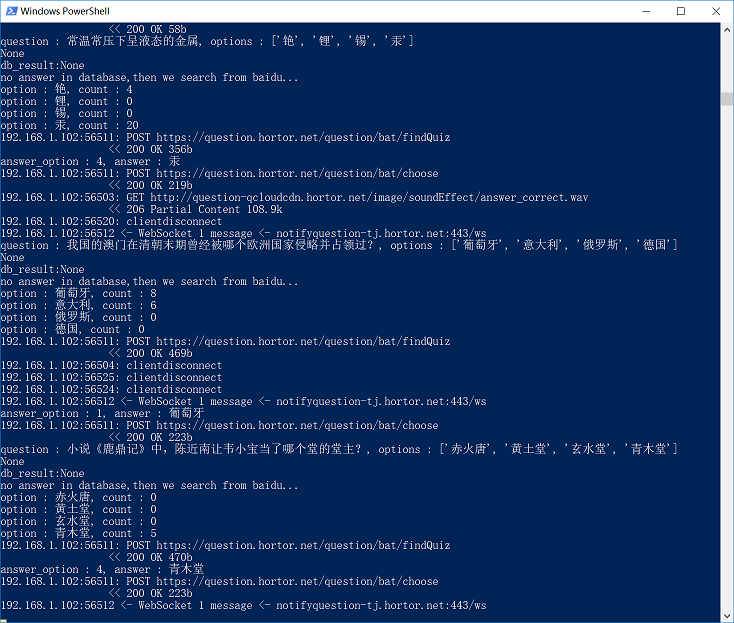 Windows PowerShell
<< 200 OK 58b
question : 常温常压下呈液态的金属, options : ['铯', '锂', '锡', '汞']
None
db_result:None
no answer in database,then we search from baidu...
option : 铯, count : 4
option : 锂, count : 0
option : 锡, count : 0
option : 汞, count : 20
192.168.1.102:56511: POST https://question.hortor.net/question/bat/findQuiz
<< 200 OK 356b
answer_option : 4, answer : 汞
192.168.1.102:56511: POST https://question.hortor.net/question/bat/choose
<< 200 OK 219b
192.168.1.102:56503: GET http://question-qcloudcdn.hortor.net/image/soundEffect/answer_correct.wav
<< 206 Partial Content 108.9k
192.168.1.102:56520: clientdisconnect
192.168.1.102:56512 <- WebSocket 1 message <- notifyquestion-tj.hortor.net:443/ws
question : 我国的澳门在清朝末期曾经被哪个欧洲国家侵略并占领过？, options : ['葡萄牙', '意大利', '俄罗斯', '德国']
None
db_result:None
no answer in database,then we search from baidu...
option : 葡萄牙, count : 8
option : 意大利, count : 6
option : 俄罗斯, count : 0
option : 德国, count : 0
192.168.1.102:56511: POST https://question.hortor.net/question/bat/findQuiz
<< 200 OK 469b
192.168.1.102:56504: clientdisconnect
192.168.1.102:56525: clientdisconnect
192.168.1.102:56524: clientdisconnect
192.168.1.102:56512 <- WebSocket 1 message <- notifyquestion-tj.hortor.net:443/ws
answer_option : 1, answer : 葡萄牙
192.168.1.102:56511: POST https://question.hortor.net/question/bat/choose
<< 200 OK 223b
question : 小说《鹿鼎记》中，陈近南让韦小宝当了哪个堂的堂主？, options : ['赤火唐', '黄土堂', '玄水堂', '青木堂']
None
db_result:None
no answer in database,then we search from baidu...
option : 赤火唐, count : 0
option : 黄土堂, count : 0
option : 玄水堂, count : 0
option : 青木堂, count : 5
192.168.1.102:56511: POST https://question.hortor.net/question/bat/findQuiz
<< 200 OK 470b
answer_option : 4, answer : 青木堂
192.168.1.102:56511: POST https://question.hortor.net/question/bat/choose
<< 200 OK 223b
192.168.1.102:56512 <- WebSocket 1 message <- notifyquestion-tj.hortor.net:443/ws